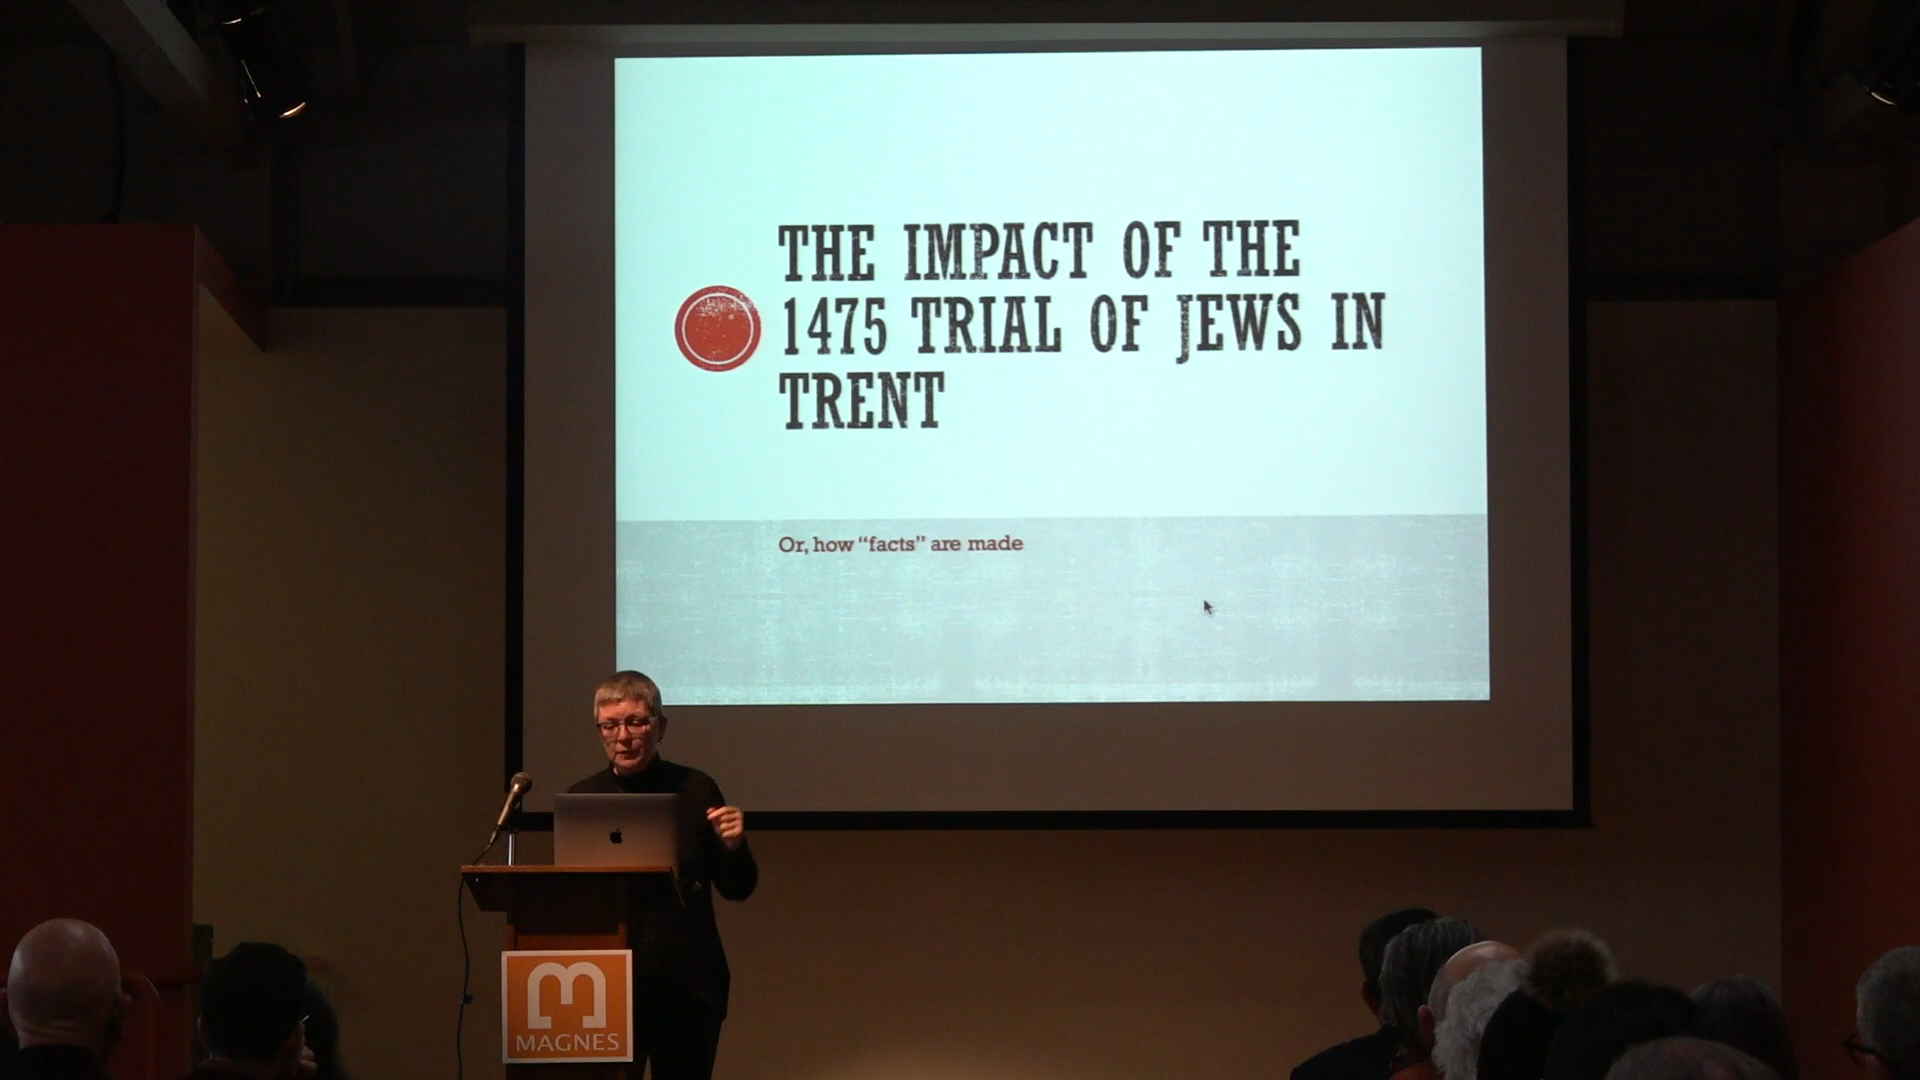 THE IMPACT OF THE
1475 TRIAL OF JEWS IN
TRENT
Or, how “facts” are made
MAGNES